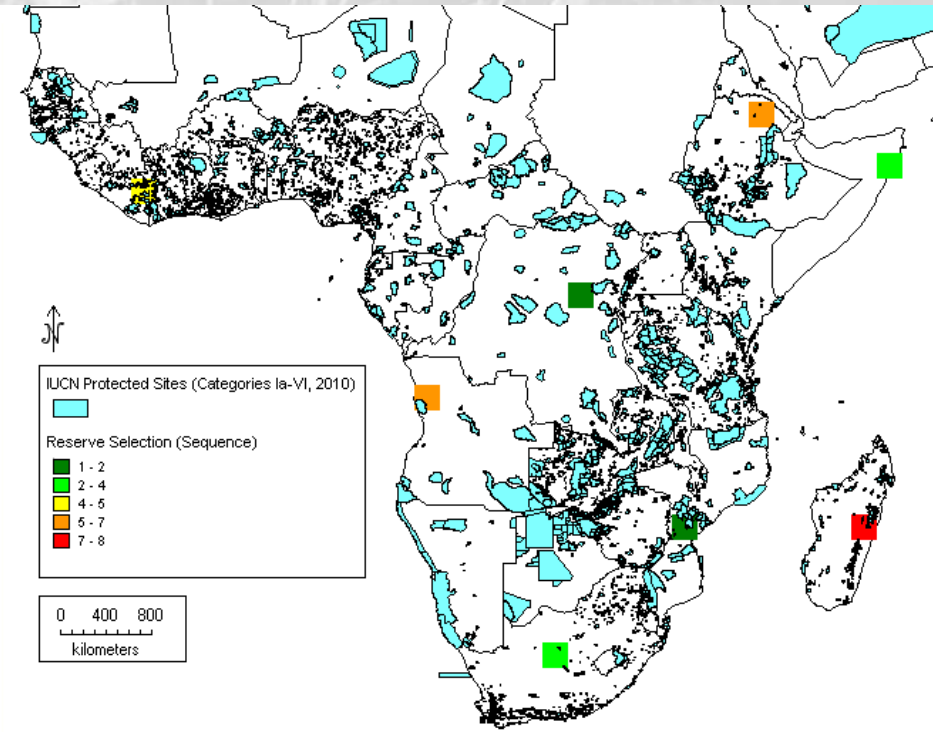 N
IUCN Protected Sites (Categories Ia-VI, 2010)
Reserve Selection (Sequence)
1 - 2
2 - 4
4 - 5
5 - 7
7 - 8
0 400 800
kilometers